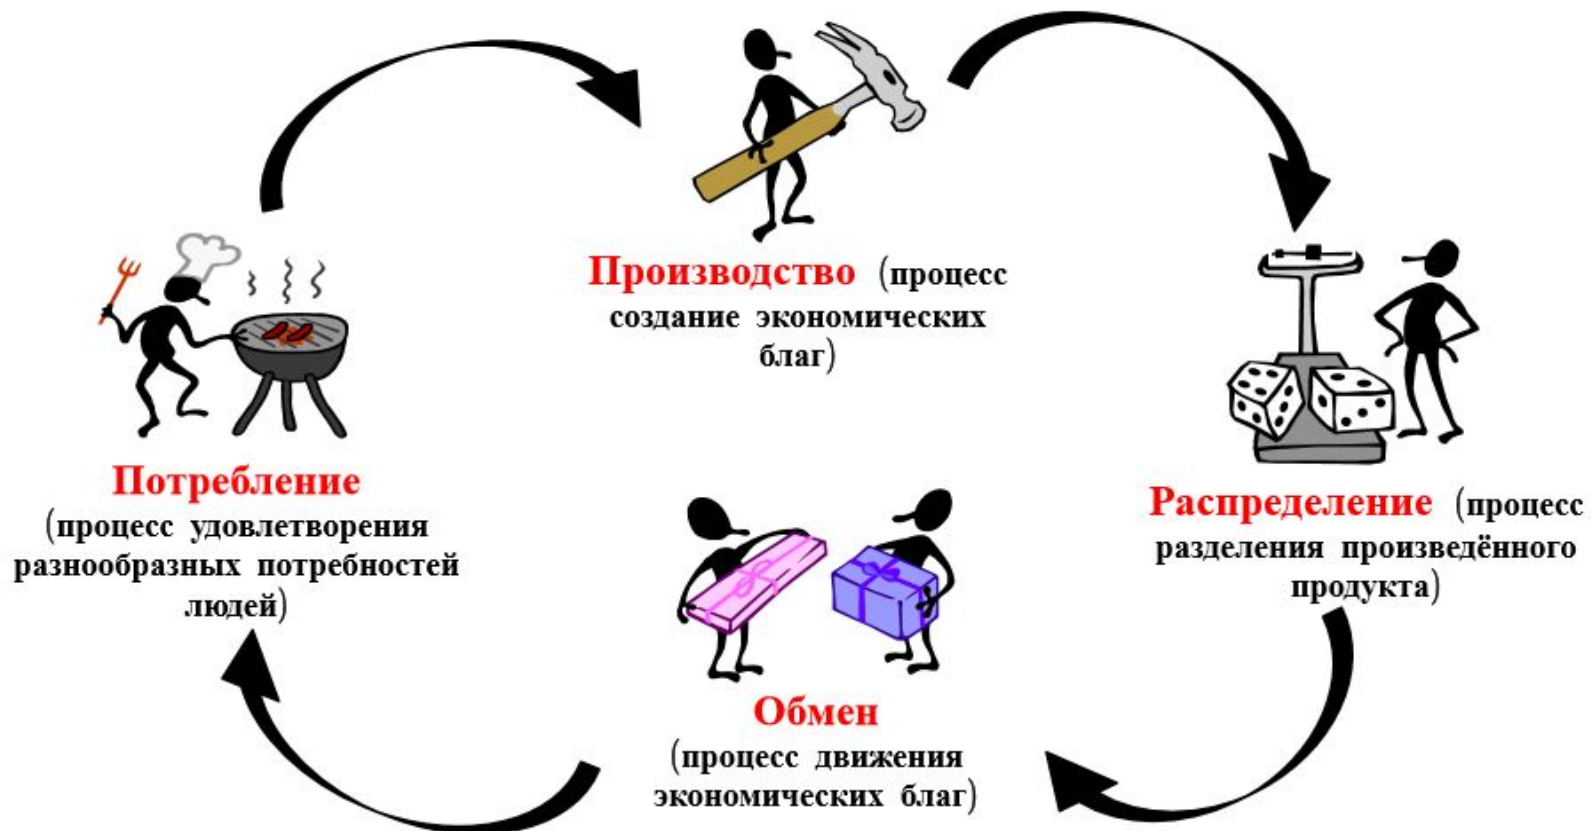 Производство (процесс
создание экономических
благ)
Распределение (процесс
разделения произведённого
продукта)
Обмен
(процесс движения
экономических благ)
Потребление
(процесс удовлетворения
разнообразных потребностей
людей)